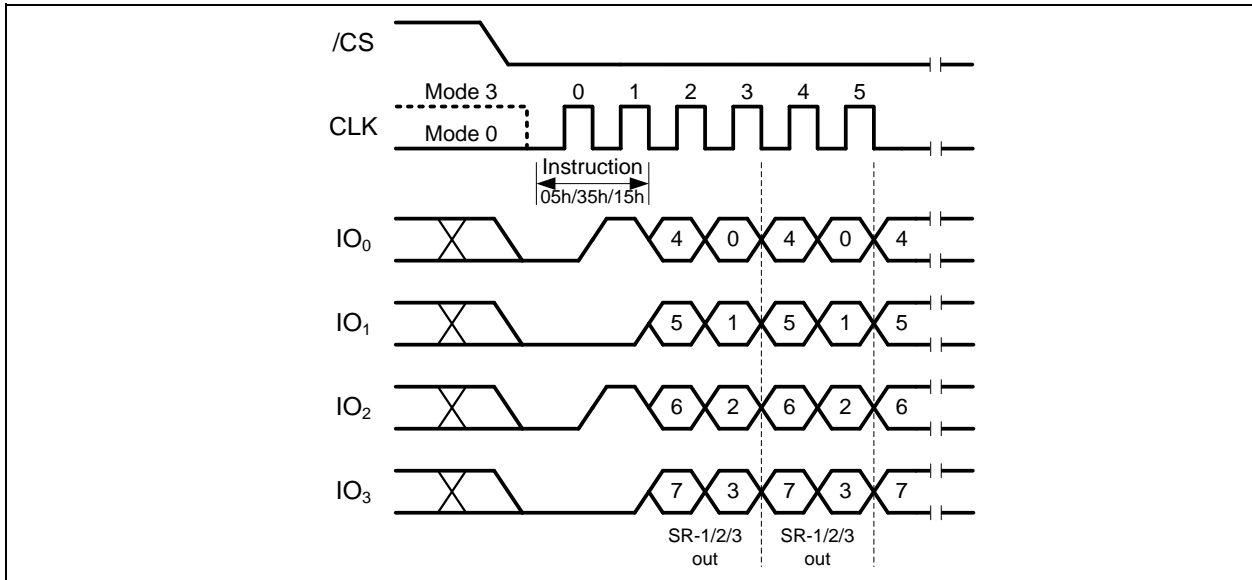 /CS
Mode 3 0 1 2 3 4 5
CLK
Mode 0
Instruction
05h/35h/15h
IO₀ 4 0 4 0 4
IO₁ 5 1 5 1 5
IO₂ 6 2 6 2 6
IO₃ 7 3 7 3 7
SR-1/2/3 SR-1/2/3
out out